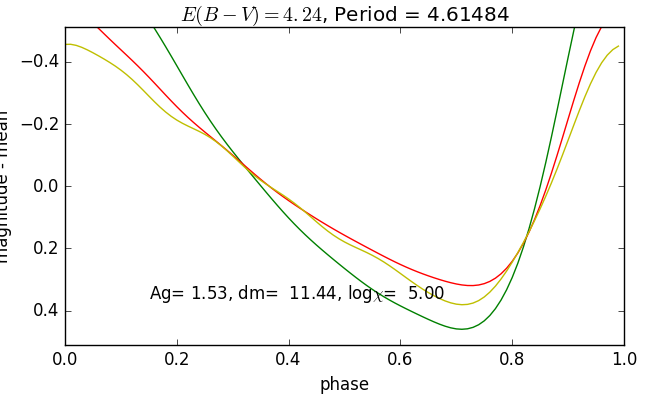 E(B − V) = 4.24, Period = 4.61484
−0.4
−0.2
0.0
0.2
0.4
magnitude - mean
Ag= 1.53, dm= 11.44, logχ= 5.00
0.0 0.2 0.4 0.6 0.8 1.0
phase